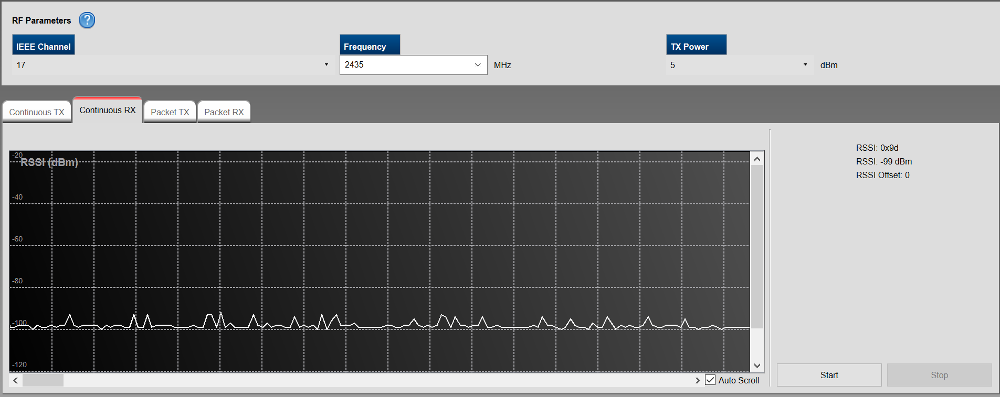 RF Parameters ?
IEEE Channel
Frequency
TX Power
17
2435
MHz
5
dBm
Continuous TX
Continuous RX
Packet TX
Packet RX
RSSI: 0x9d
RSSI: -99 dBm
RSSI Offset: 0
-20
RSSI (dBm)
-40
-60
-80
-100
-120
Auto Scroll
Start
Stop